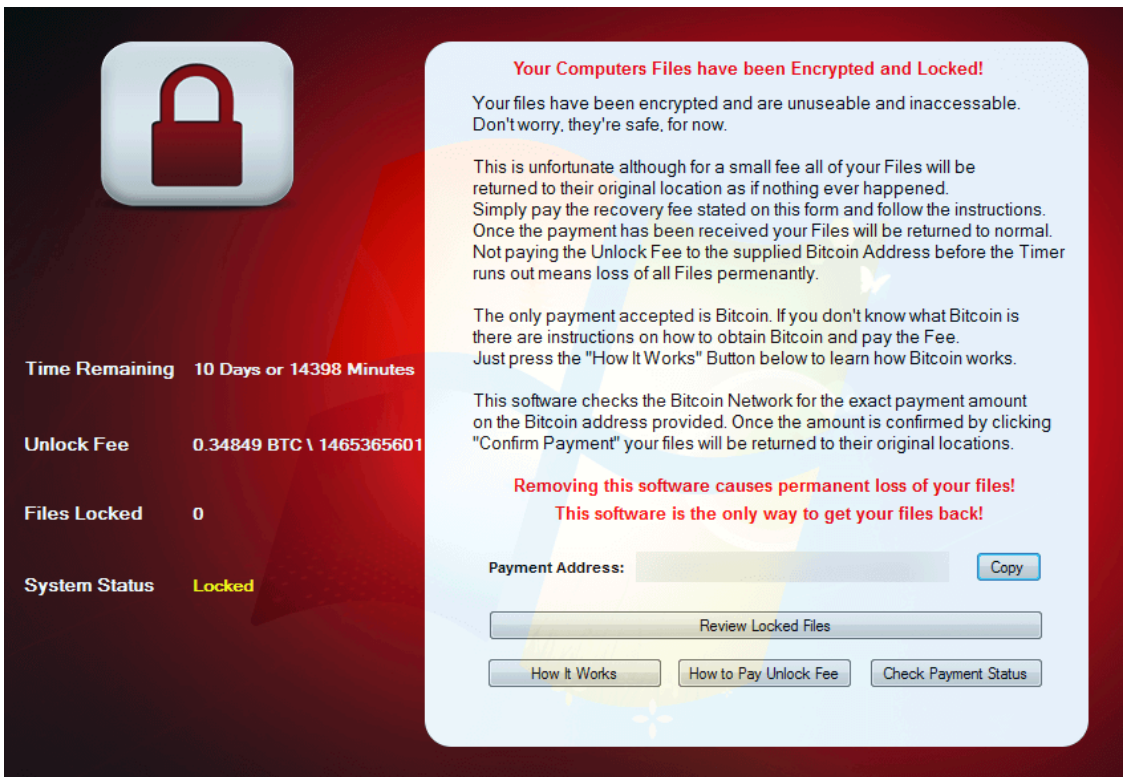 Your Computers Files have been Encrypted and Locked!
Your files have been encrypted and are unuseable and inaccessable.
Don't worry, they're safe, for now.
This is unfortunate although for a small fee all of your Files will be
returned to their original location as if nothing ever happened.
Simply pay the recovery fee stated on this form and follow the instructions.
Once the payment has been received your Files will be returned to normal.
Not paying the Unlock Fee to the supplied Bitcoin Address before the Timer
runs out means loss of all Files permenantly.
The only payment accepted is Bitcoin. If you don't know what Bitcoin is
there are instructions on how to obtain Bitcoin and pay the Fee.
Just press the "How It Works" Button below to learn how Bitcoin works.
This software checks the Bitcoin Network for the exact payment amount
on the Bitcoin address provided. Once the amount is confirmed by clicking
"Confirm Payment" your files will be returned to their original locations.
Removing this software causes permanent loss of your files!
This software is the only way to get your files back!
Time Remaining 10 Days or 14398 Minutes
Unlock Fee 0.34849 BTC \ 1465365601
Files Locked 0
System Status Locked
Payment Address:
Copy
Review Locked Files
How It Works
How to Pay Unlock Fee
Check Payment Status